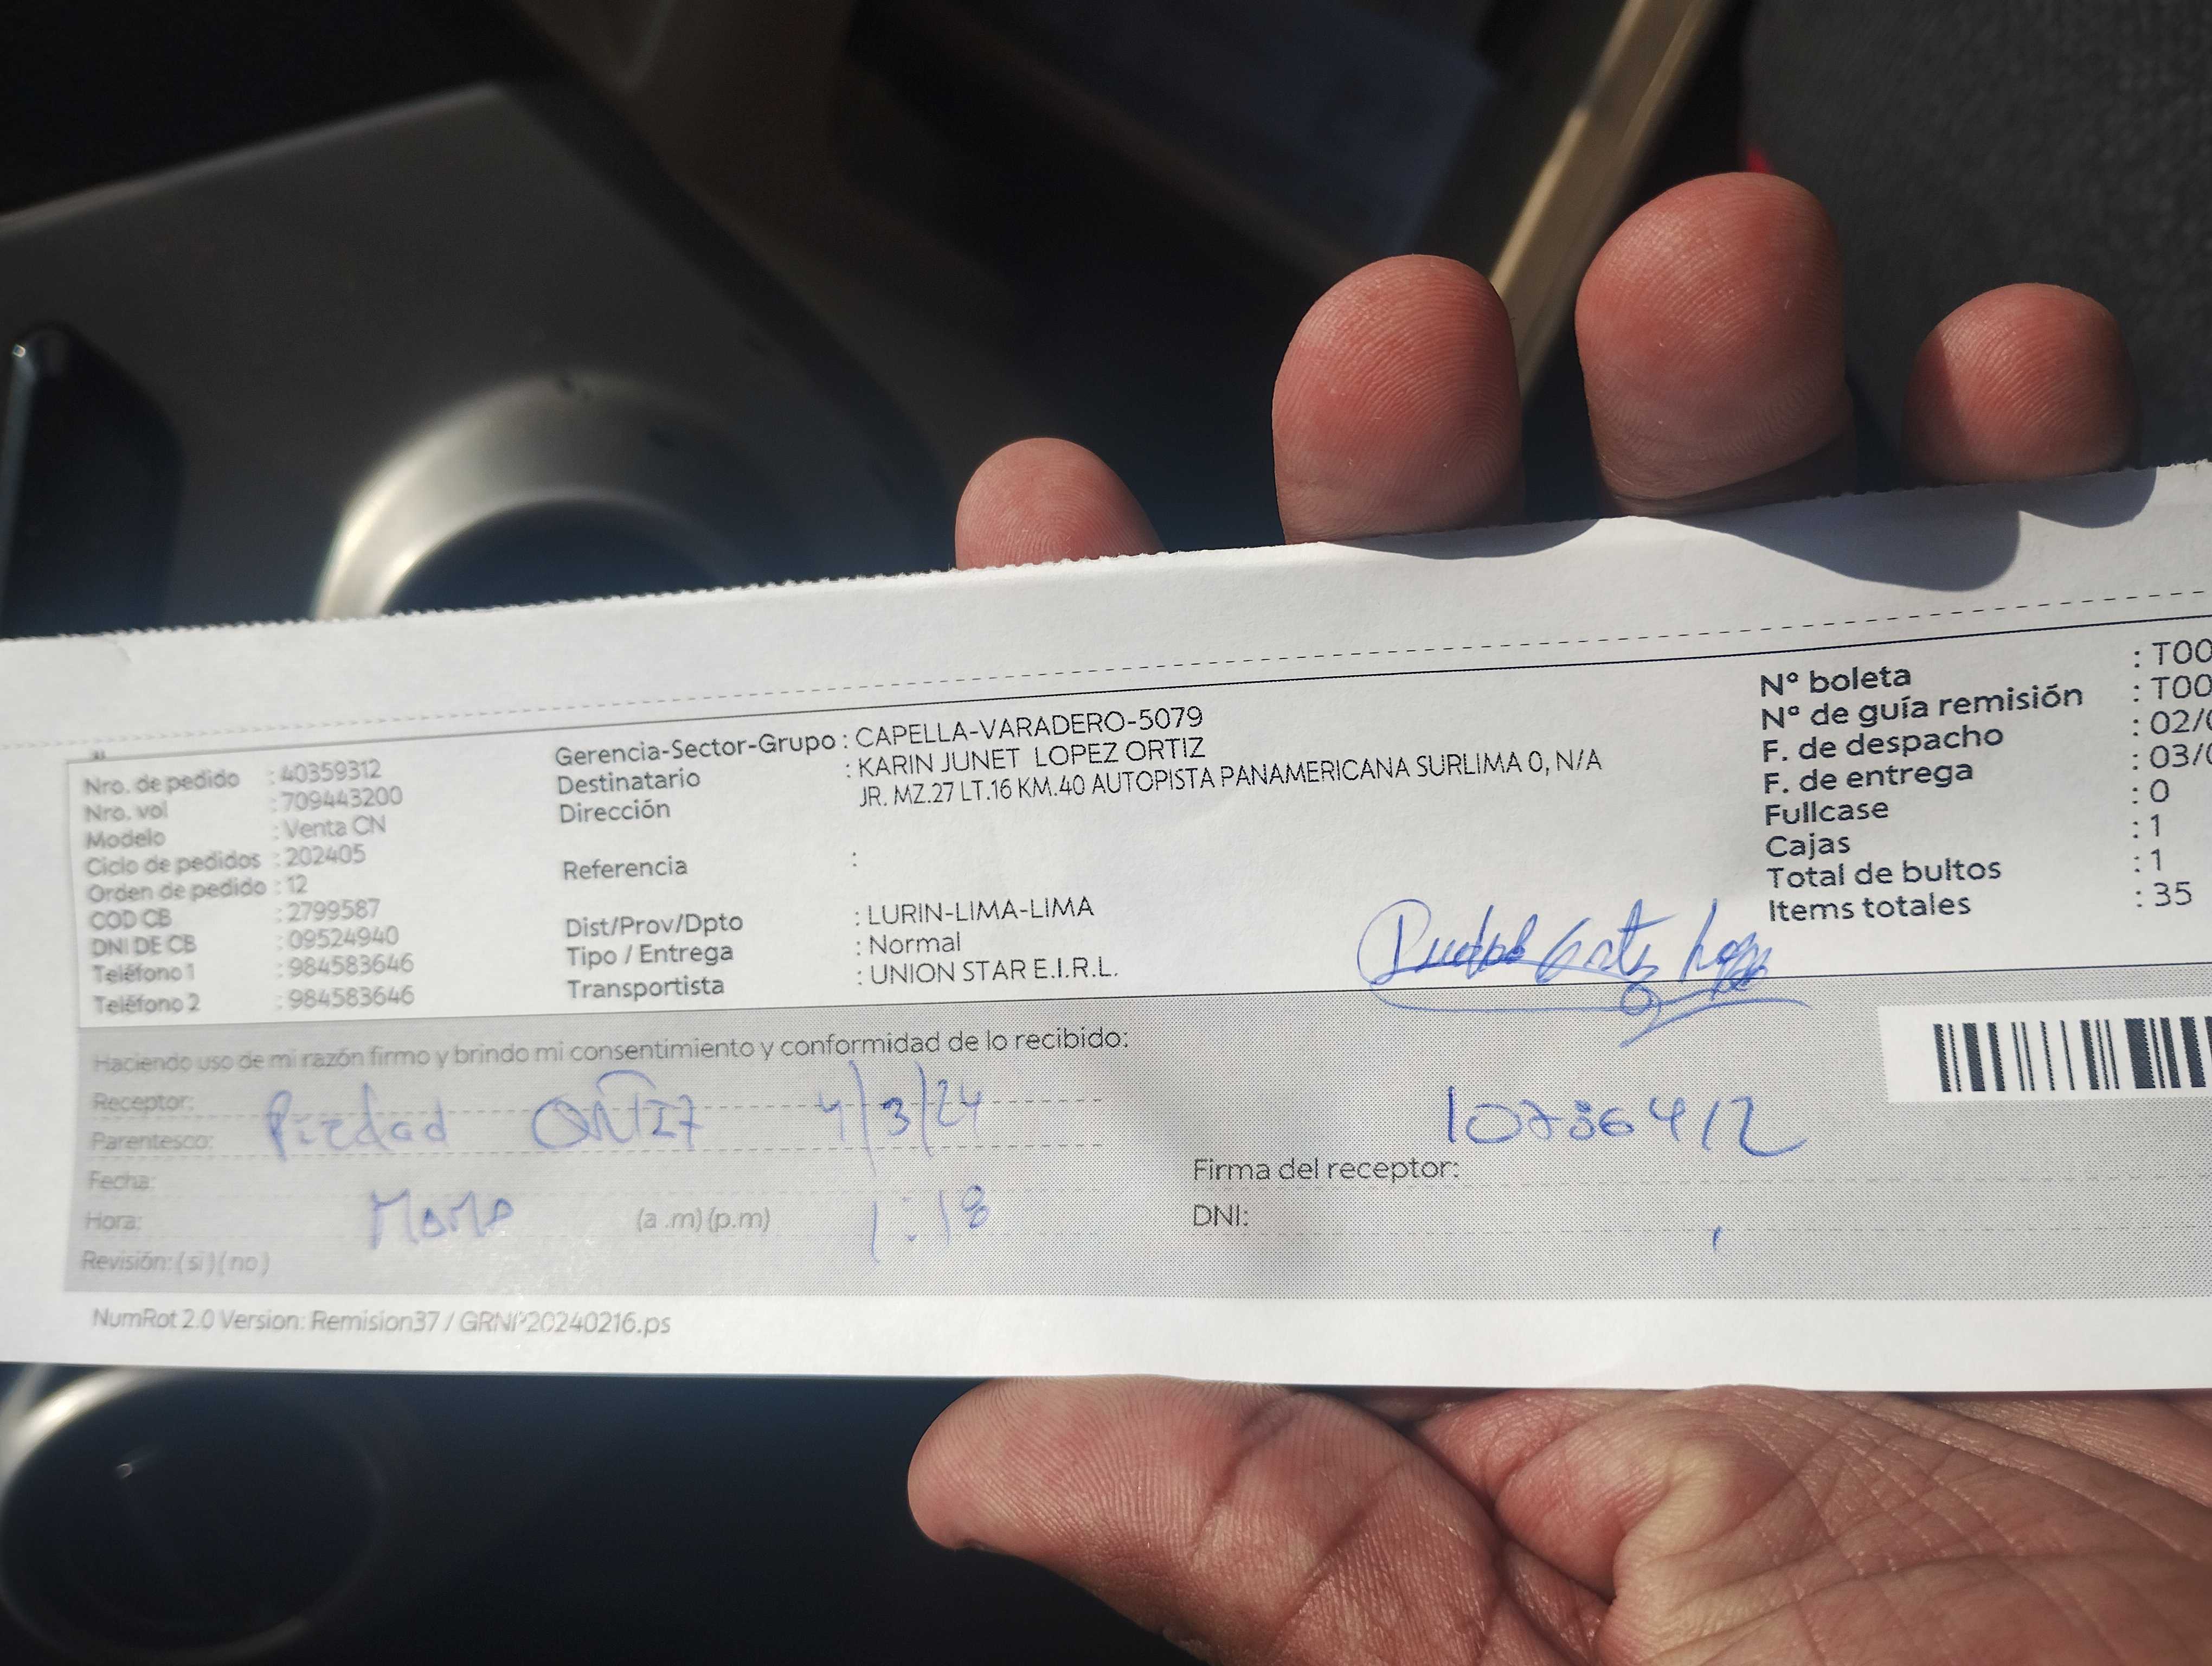 Nro. de pedido : 40359312
Nro. vol : 709443200
Modelo : Venta CN
Ciclo de pedidos : 202405
Orden de pedido : 12
COD CB : 2799587
DNI DE CB : 09524940
Teléfono 1 : 984583646
Teléfono 2 : 984583646
Gerencia-Sector-Grupo : CAPELLA-VARADERO-5079
Destinatario : KARIN JUNET LOPEZ ORTIZ
Dirección JR. MZ.27 LT.16 KM.40 AUTOPISTA PANAMERICANA SURLIMA 0, N/A
Referencia :
Dist/Prov/Dpto : LURIN-LIMA-LIMA
Tipo / Entrega : Normal
Transportista : UNION STAR E.I.R.L.
Nº boleta : T00
Nº de guía remisión : T00
F. de despacho : 02/
F. de entrega : 03/
Fullcase : 0
Cajas : 1
Total de bultos : 1
Items totales : 35
Haciendo uso de mi razón firmo y brindo mi consentimiento y conformidad de lo recibido:
Receptor:
Piedad ORTIZ 4/3/24
Parentesco:
Fecha:
Hora: (a .m) (p.m) 1:18
Revisión: ( si ) ( no )
Firma del receptor:
DNI:
NumRot 2.0 Version: Remision37 / GRNP20240216.ps